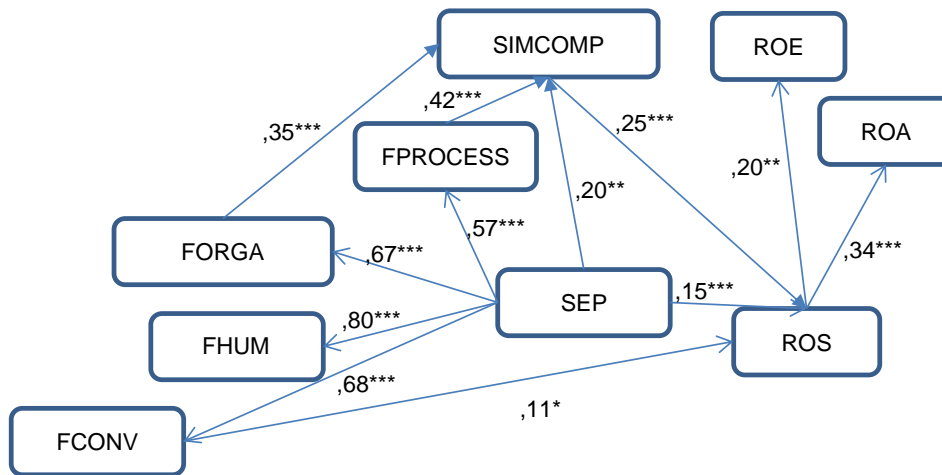 SIMCOMP
ROE
,42***
,35***
,25***
ROA
FPROCESS
,20**
,20**
,57***
FORGA
,67***
,34***
SEP
,15***
,80***
FHUM
ROS
,68***
,11*
FCONV